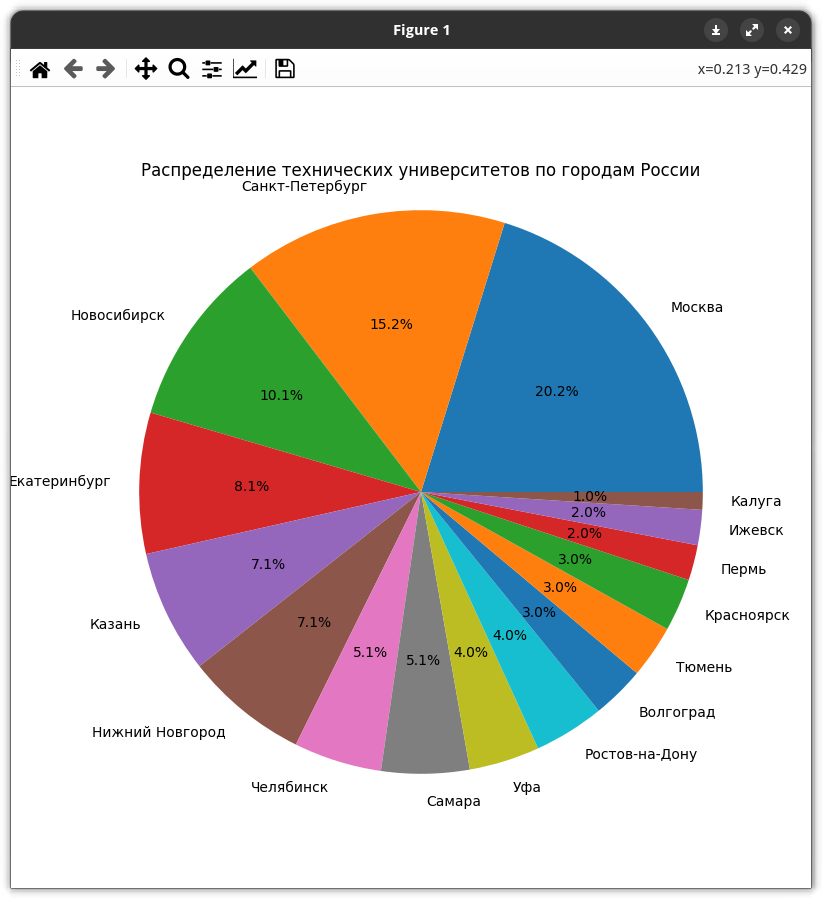 Figure 1
x=0.213 y=0.429
Распределение технических университетов по городам России
Санкт-Петербург
Москва
Новосибирск
15.2%
20.2%
10.1%
Екатеринбург
8.1%
1.0%
Калуга
2.0%
Ижевск
2.0%
Пермь
3.0%
7.1%
3.0%
Красноярск
3.0%
Казань
7.1%
4.0%
5.1%
4.0%
5.1%
Тюмень
Волгоград
Нижний Новгород
Ростов-на-Дону
Челябинск
Уфа
Самара